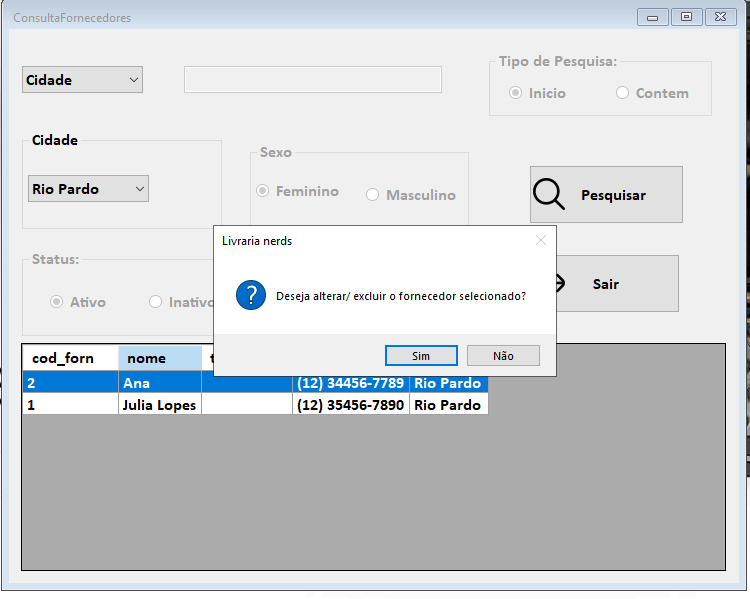 ConsultaFornecedores
Cidade
Tipo de Pesquisa:
Inicio Contem
Cidade
Rio Pardo
Sexo
Feminino Masculino
Pesquisar
Status:
Ativo Inativo
Sair
Livraria nerds
Deseja alterar/ excluir o fornecedor selecionado?
Sim Não
cod_forn nome
2 Ana (12) 34456-7789 Rio Pardo
1 Julia Lopes (12) 35456-7890 Rio Pardo